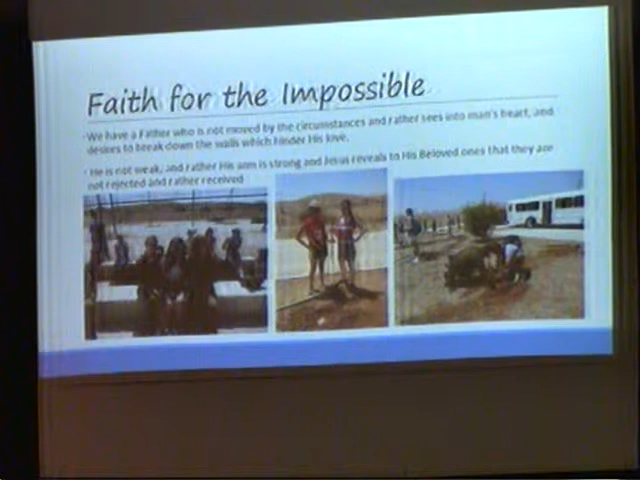 Faith for the Impossible
We have a Father who is not moved by the circumstances and rather sees into man's heart, and
desires to break down the walls which hinder His love.
He is not weak, and rather His arm is strong and Jesus reveals to His Beloved ones that they are
not rejected and rather received